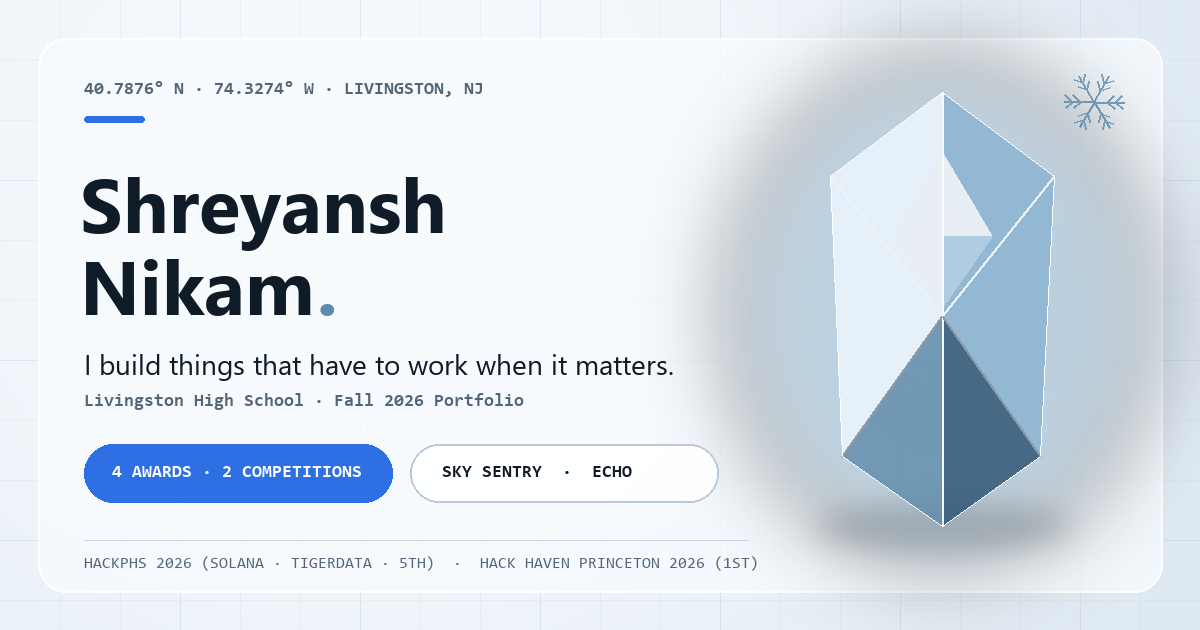 40.7876° N · 74.3274° W · LIVINGSTON, NJ
Shreyansh
Nikam.
I build things that have to work when it matters.
Livingston High School · Fall 2026 Portfolio
4 AWARDS · 2 COMPETITIONS
SKY SENTRY · ECHO
HACKPHS 2026 (SOLANA · TIGERDATA · 5TH) · HACK HAVEN PRINCETON 2026 (1ST)